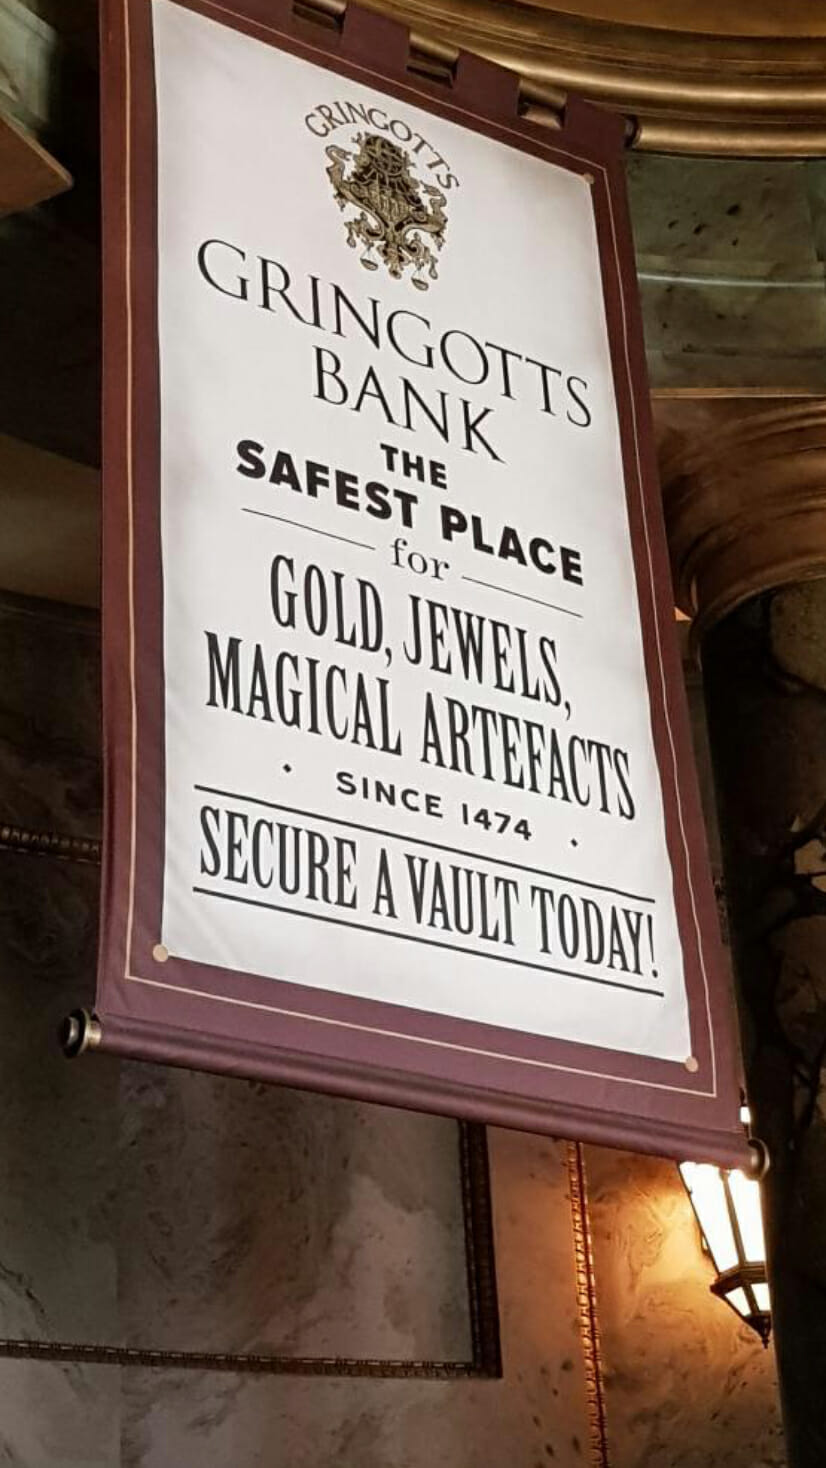 GRINGOTTS
GRINGOTTS
BANK
THE
SAFEST PLACE
for
GOLD, JEWELS,
MAGICAL ARTEFACTS
· SINCE 1474 ·
SECURE A VAULT TODAY!